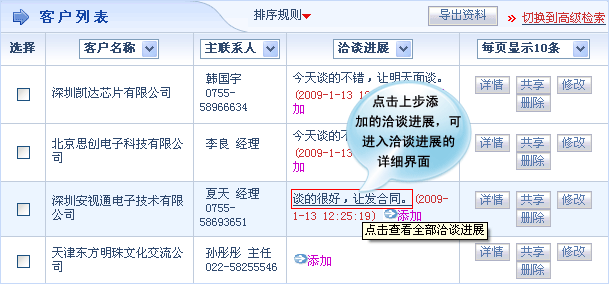 客户列表
排序规则
导出资料
切换到高级检索
选择
客户名称
主联系人
洽谈进展
每页显示10条
深圳凯达芯片有限公司
韩国宇
0755-
58966634
今天谈的不错，让明天面谈。
(2009-1-13 1
加
详情
共享
修改
删除
北京思创电子科技有限公司
李良 经理
今天谈的不
(2009-1-13
加
详情
共享
修改
删除
点击上步添
加的洽谈进展，可
进入洽谈进展的
详细界面
深圳安视通电子技术有
限公司
夏天 经理
0755-
58693651
谈的很好，让发合同。(2009
-1-13 12:25:19) 添加
点击查看全部洽谈进展
详情
共享
修改
删除
天津东方明珠文化交流公
司
孙彤彤 主任
022-58255546
添加
详情
共享
修改
删除